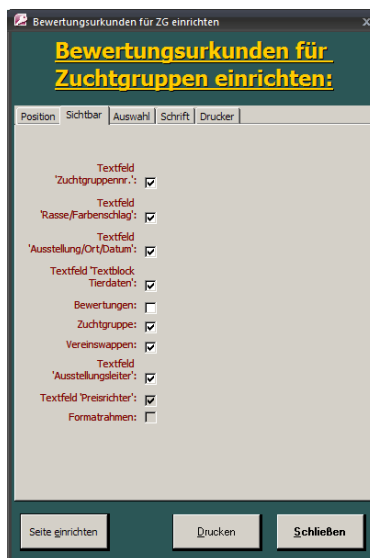 Bewertungsurkunden für ZG einrichten
x
Bewertungsurkunden für
Zuchtgruppen einrichten:
Position Sichtbar Auswahl Schrift Drucker
Textfeld
'Zuchtgruppennr.':
Textfeld
'Rasse/Farbenschlag':
Textfeld
'Ausstellung/Ort/Datum':
Textfeld 'Textblock
Tierdaten':
Bewertungen:
Zuchtgruppe:
Vereinswappen:
Textfeld
'Ausstellungsleiter':
Textfeld 'Preisrichter':
Formatrahmen:
Seite einrichten Drucken Schließen